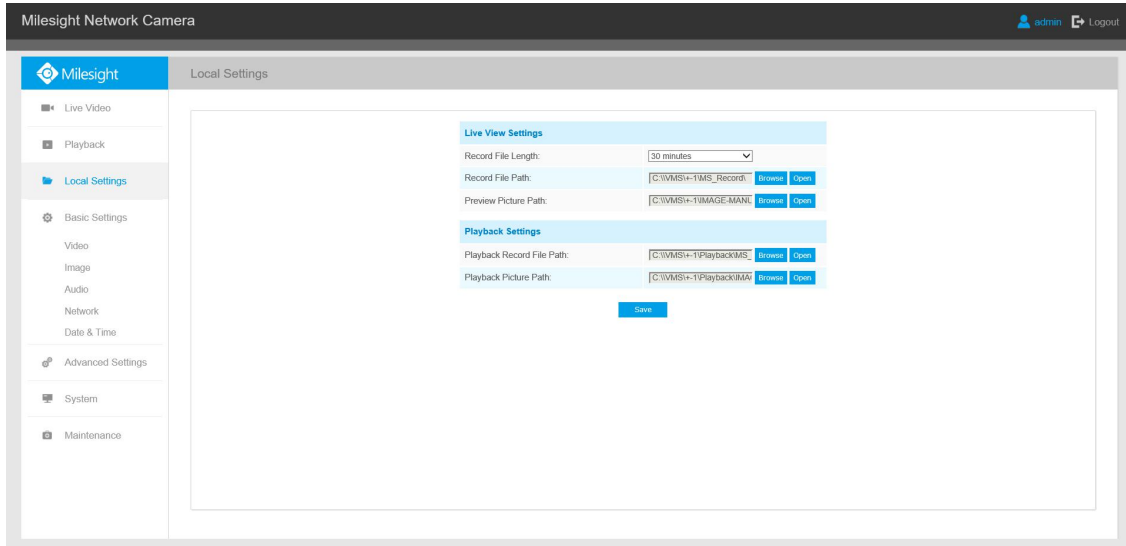 Milesight Network Camera
admin Logout
Milesight
Local Settings
Live Video
Playback
Local Settings
Basic Settings
Video
Image
Audio
Network
Date & Time
Advanced Settings
System
Maintenance
Live View Settings
Record File Length: 30 minutes
Record File Path: C:\\VMS\+-1\MS_Record\ Browse Open
Preview Picture Path: C:\\VMS\+-1\IMAGE-MANU Browse Open
Playback Settings
Playback Record File Path: C:\\VMS\+-1\Playback\MS_ Browse Open
Playback Picture Path: C:\\VMS\+-1\Playback\IMA Browse Open
Save